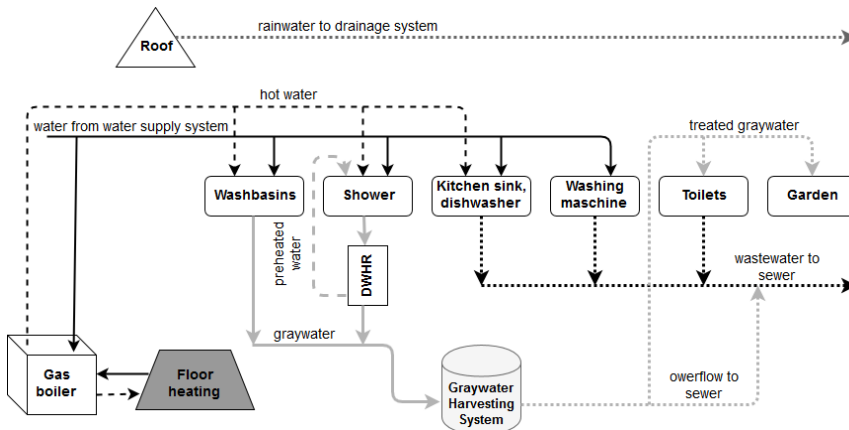 rainwater to drainage system
Roof
hot water
water from water supply system
treated graywater
Washbasins
Shower
Kitchen sink,
dishwasher
Washing
maschine
Toilets
Garden
preheated
water
DWHR
wastewater to
sewer
graywater
Gas
boiler
Floor
heating
Graywater
Harvesting
System
owerflow to
sewer